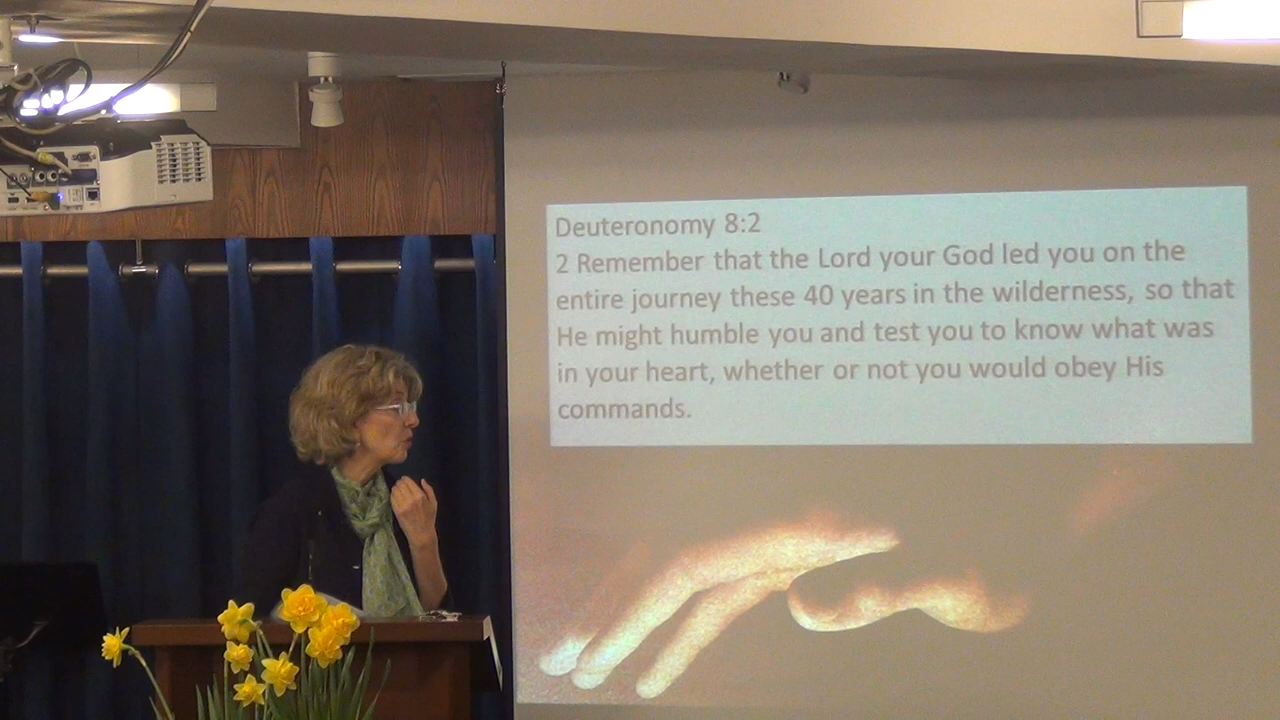 Deuteronomy 8:2
2 Remember that the Lord your God led you on the
entire journey these 40 years in the wilderness, so that
He might humble you and test you to know what was
in your heart, whether or not you would obey His
commands.